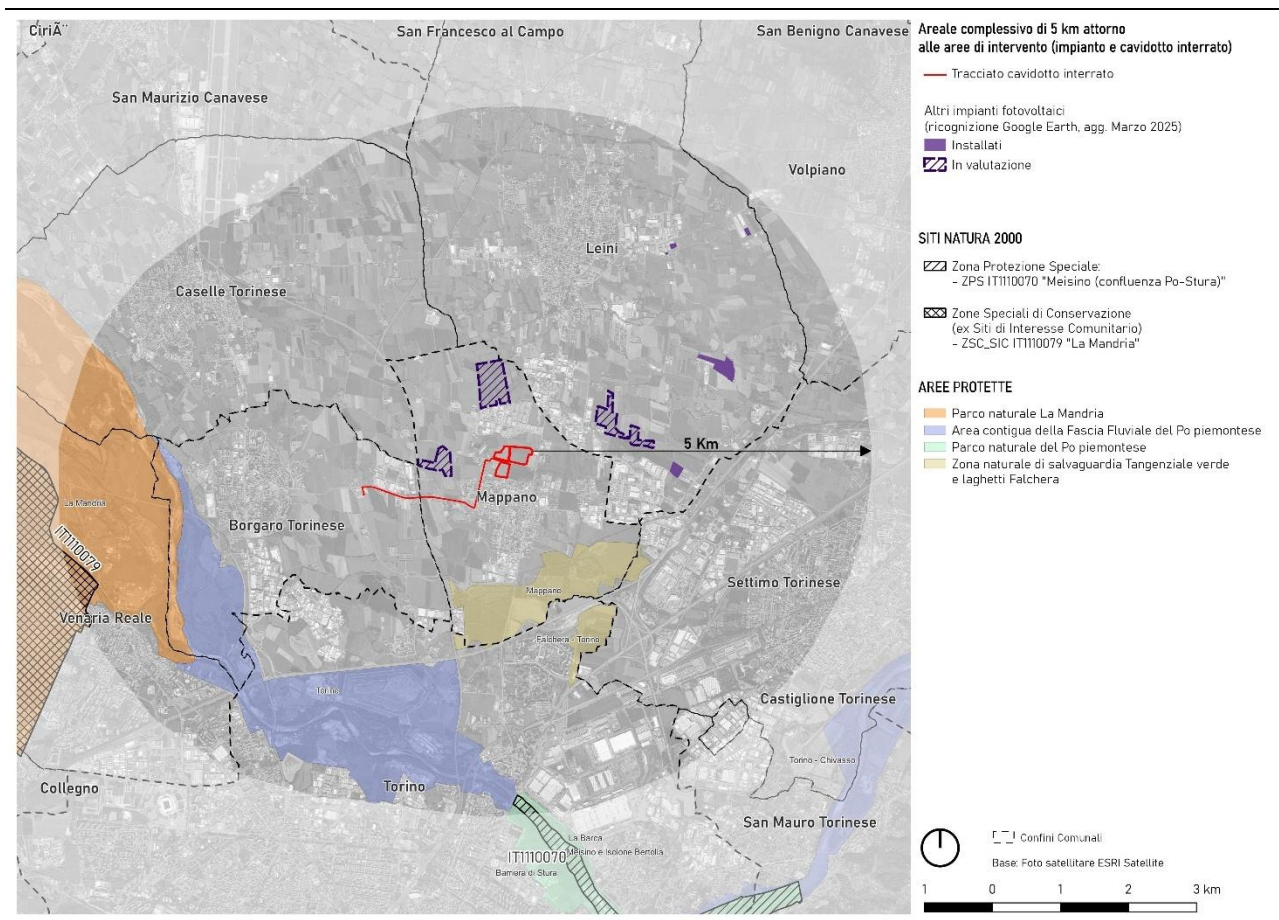 CiriÃ¨
San Francesco al Campo
San Benigno Canavese
San Maurizio Canavese
Volpiano
Leini
Caselle Torinese
5 Km
Mappano
Borgaro Torinese
La Mandria
IT1110079
Venaria Reale
Settimo Torinese
Mappano
Falchera - Torino
Torino
Castiglione Torinese
Torino - Chivasso
Collegno
Torino
San Mauro Torinese
La Barca
Meisino e Isolone Bertolla
IT1110070
Barriera di Stura
Areale complessivo di 5 km attorno
alle aree di intervento (impianto e cavidotto interrato)
Tracciato cavidotto interrato
Altri impianti fotovoltaici
(ricognizione Google Earth, agg. Marzo 2025)
Installati
In valutazione
SITI NATURA 2000
Zona Protezione Speciale:
- ZPS IT1110070 "Meisino (confluenza Po-Stura)"
Zone Speciali di Conservazione
(ex Siti di Interesse Comunitario)
- ZSC_SIC IT1110079 "La Mandria"
AREE PROTETTE
Parco naturale La Mandria
Area contigua della Fascia Fluviale del Po piemontese
Parco naturale del Po piemontese
Zona naturale di salvaguardia Tangenziale verde
e laghetti Falchera
Confini Comunali
Base: Foto satellitare ESRI Satellite
1 0 1 2 3 km